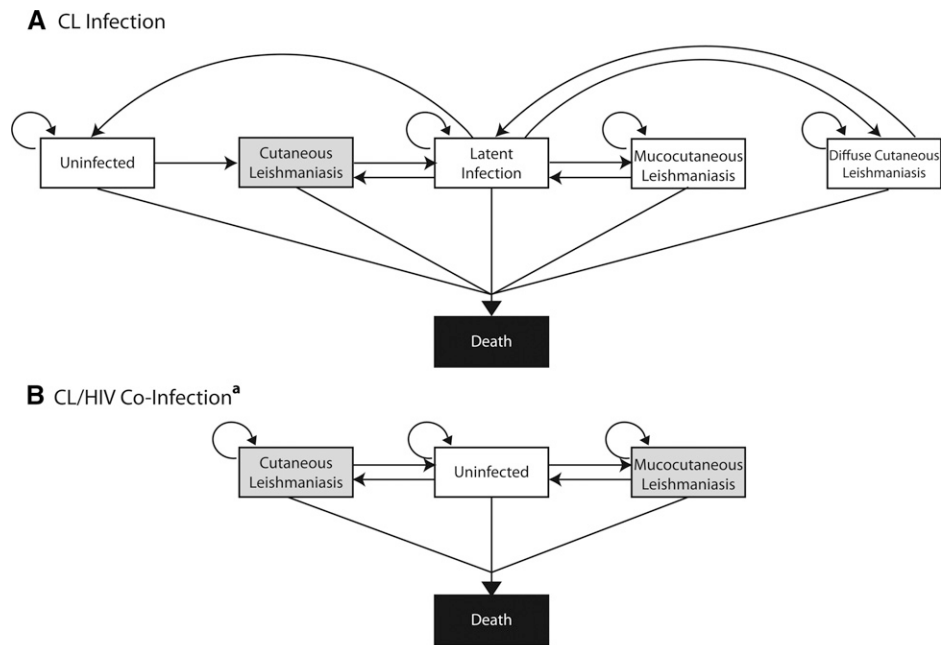 A CL Infection
Uninfected
Cutaneous
Leishmaniasis
Latent
Infection
Mucocutaneous
Leishmaniasis
Diffuse Cutaneous
Leishmaniasis
Death
B CL/HIV Co-Infectionᵃ
Cutaneous
Leishmaniasis
Uninfected
Mucocutaneous
Leishmaniasis
Death